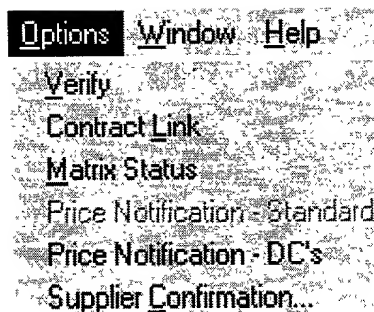 Options Window Help
Verify
Contract Link
Matrix Status
Price Notification - Standard
Price Notification - DC's
Supplier Confirmation...